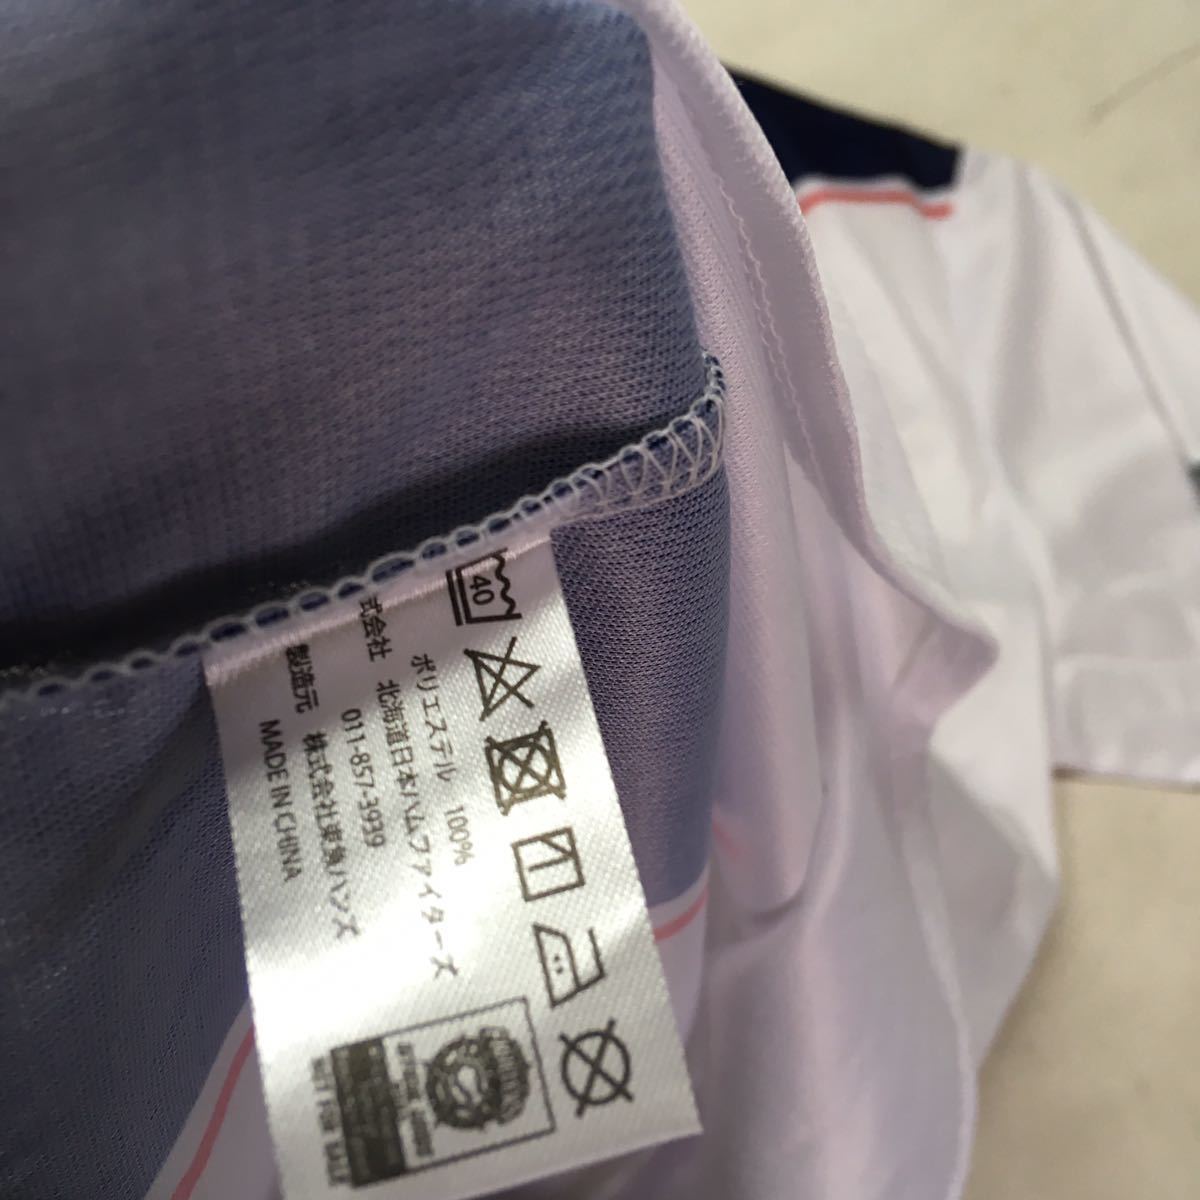 40
ポリエステル 100%
式会社 北海道日本ハムファイターズ
011-857-3939
製造元 株式会社東角ハンズ
MADE IN CHINA
NOT FOR SALE